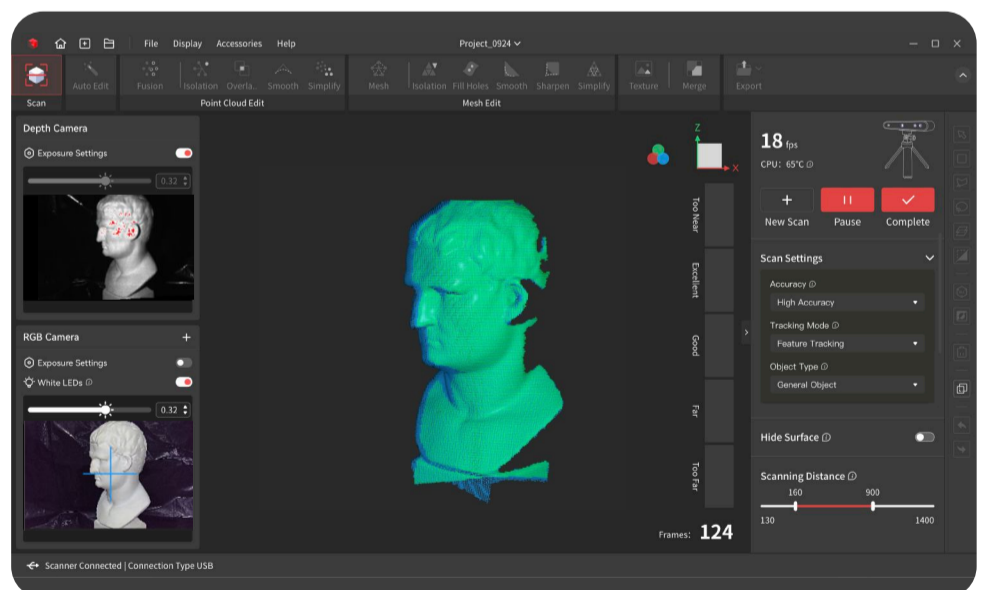 File Display Accessories Help
Project_0924
Scan
Auto Edit
Fusion
Isolation
Overla...
Smooth
Simplify
Point Cloud Edit
Mesh
Isolation
Fill Holes
Smooth
Sharpen
Simplify
Mesh Edit
Texture
Merge
Export
Depth Camera
Exposure Settings
0.32
RGB Camera
Exposure Settings
White LEDs
0.32
Z
X
Too Near
Excellent
Good
Far
Too Far
Frames: 124
18 fps
CPU: 65℃
New Scan
Pause
Complete
Scan Settings
Accuracy
High Accuracy
Tracking Mode
Feature Tracking
Object Type
General Object
Hide Surface
Scanning Distance
160 900
130 1400
Scanner Connected | Connection Type USB